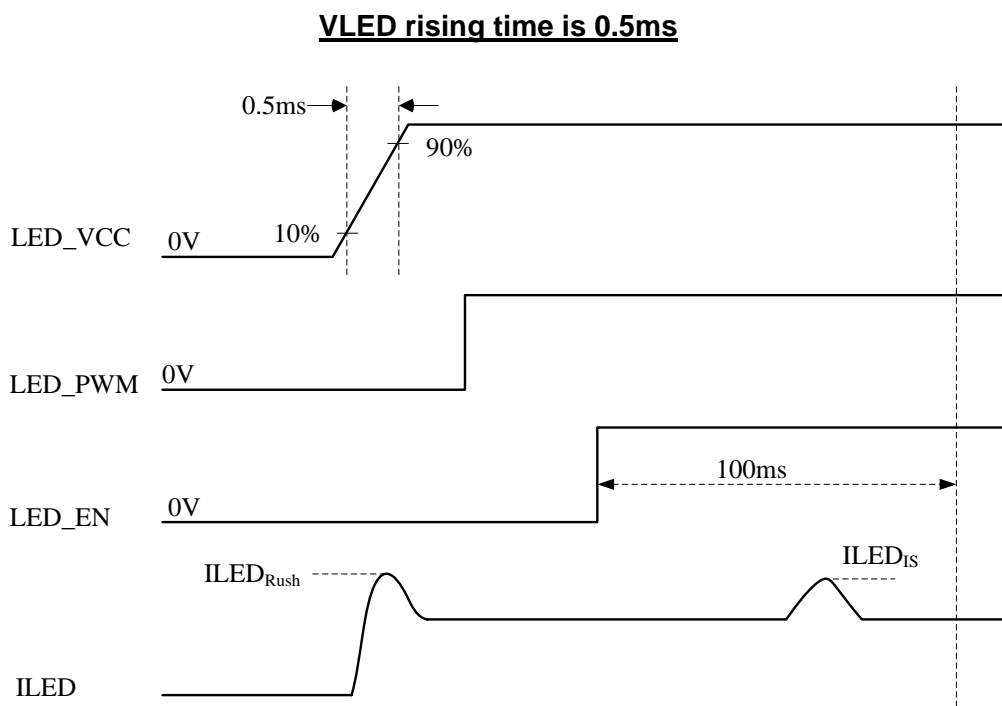 VLED rising time is 0.5ms
0.5ms
90%
10%
LED_VCC
0V
LED_PWM
0V
100ms
LED_EN
0V
ILEDRush
ILEDIS
ILED